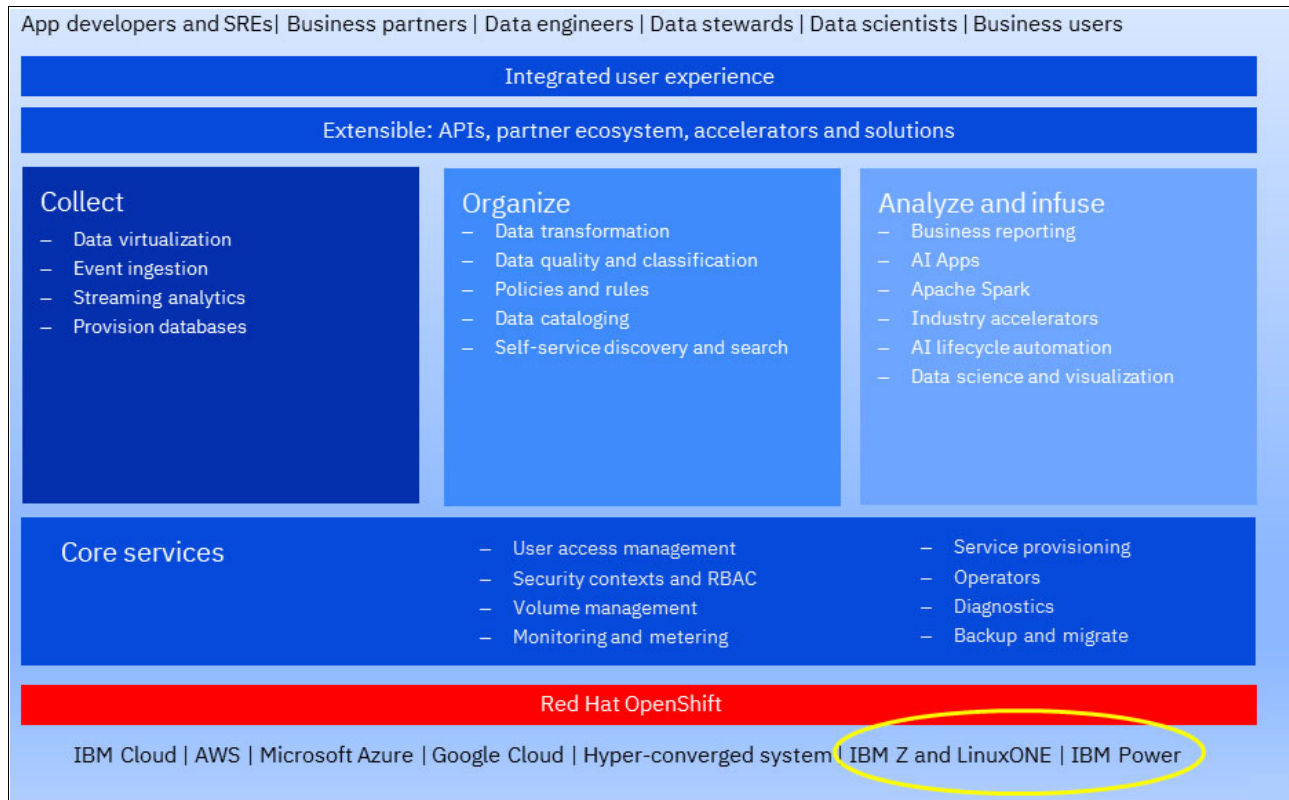 App developers and SREs| Business partners | Data engineers | Data stewards | Data scientists | Business users
Integrated user experience
Extensible: APIs, partner ecosystem, accelerators and solutions
Collect
– Data virtualization
– Event ingestion
– Streaming analytics
– Provision databases
Organize
– Data transformation
– Data quality and classification
– Policies and rules
– Data cataloging
– Self-service discovery and search
Analyze and infuse
– Business reporting
– AI Apps
– Apache Spark
– Industry accelerators
– AI lifecycle automation
– Data science and visualization
Core services
– User access management
– Security contexts and RBAC
– Volume management
– Monitoring and metering
– Service provisioning
– Operators
– Diagnostics
– Backup and migrate
Red Hat OpenShift
IBM Cloud | AWS | Microsoft Azure | Google Cloud | Hyper-converged system | IBM Z and LinuxONE | IBM Power